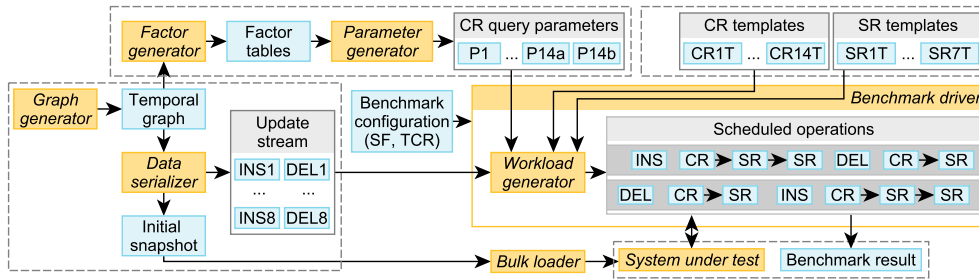 Factor
generator
Factor
tables
Parameter
generator
CR query parameters
P1 ... P14a P14b
CR templates
CR1T ... CR14T
SR templates
SR1T ... SR7T
Graph
generator
Temporal
graph
Data
serializer
Initial
snapshot
Update
stream
INS1 DEL1
... ...
INS8 DEL8
Benchmark
configuration
(SF, TCR)
Benchmark driver
Workload
generator
Scheduled operations
INS CR SR SR DEL CR SR
DEL CR SR INS CR SR SR
Bulk loader
System under test
Benchmark result